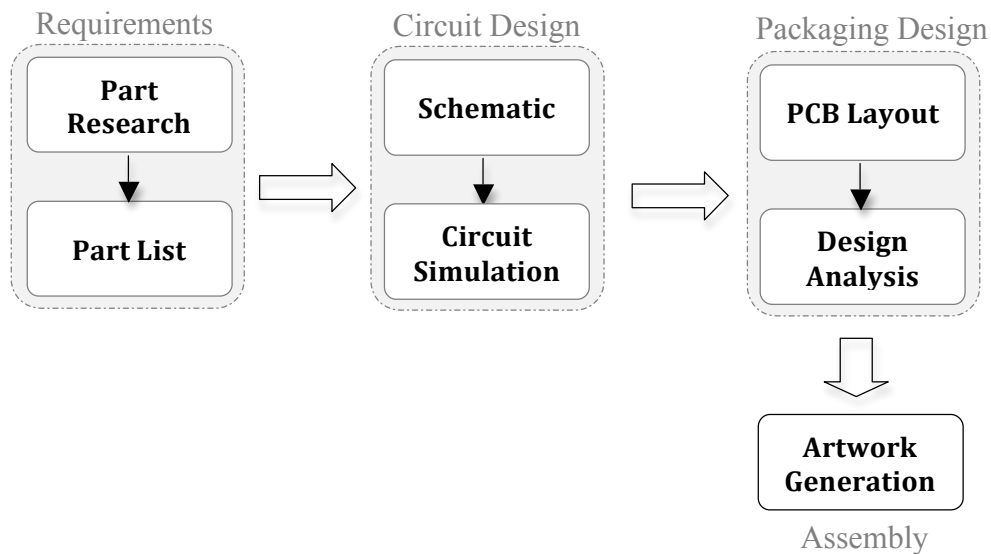 Requirements
Part
Research
Part List
Circuit Design
Schematic
Circuit
Simulation
Packaging Design
PCB Layout
Design
Analysis
Artwork
Generation
Assembly